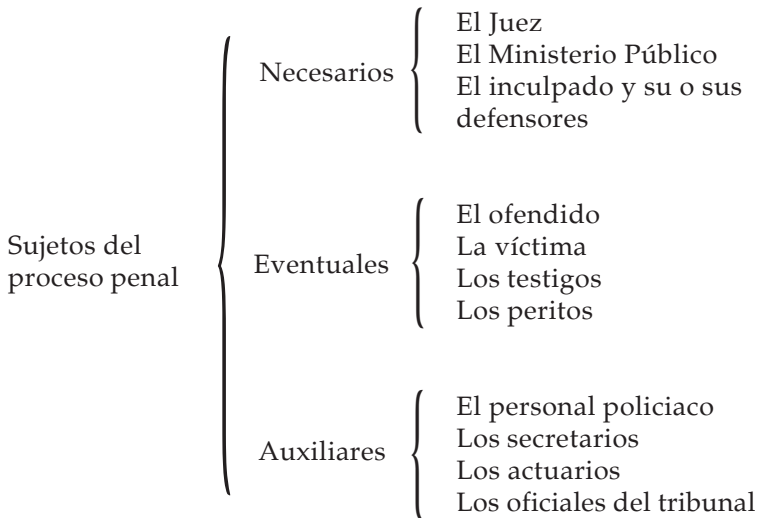 Sujetos del
proceso penal
Necesarios
El Juez
El Ministerio Público
El inculpado y su o sus
defensores
Eventuales
El ofendido
La víctima
Los testigos
Los peritos
Auxiliares
El personal policiaco
Los secretarios
Los actuarios
Los oficiales del tribunal